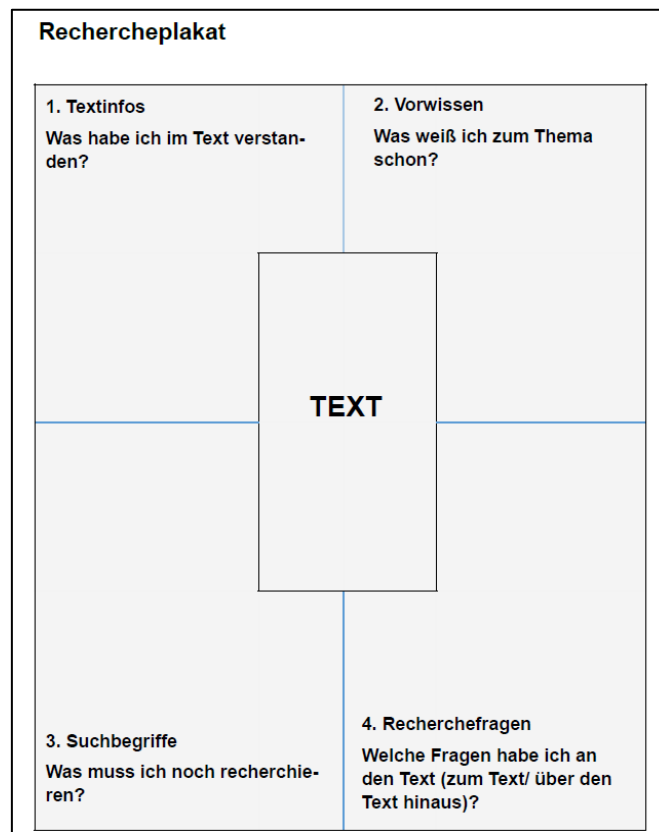 Rechercheplakat
1. Textinfos
Was habe ich im Text verstan-
den?
2. Vorwissen
Was weiß ich zum Thema
schon?
TEXT
3. Suchbegriffe
Was muss ich noch recherchie-
ren?
4. Recherchefragen
Welche Fragen habe ich an
den Text (zum Text/ über den
Text hinaus)?